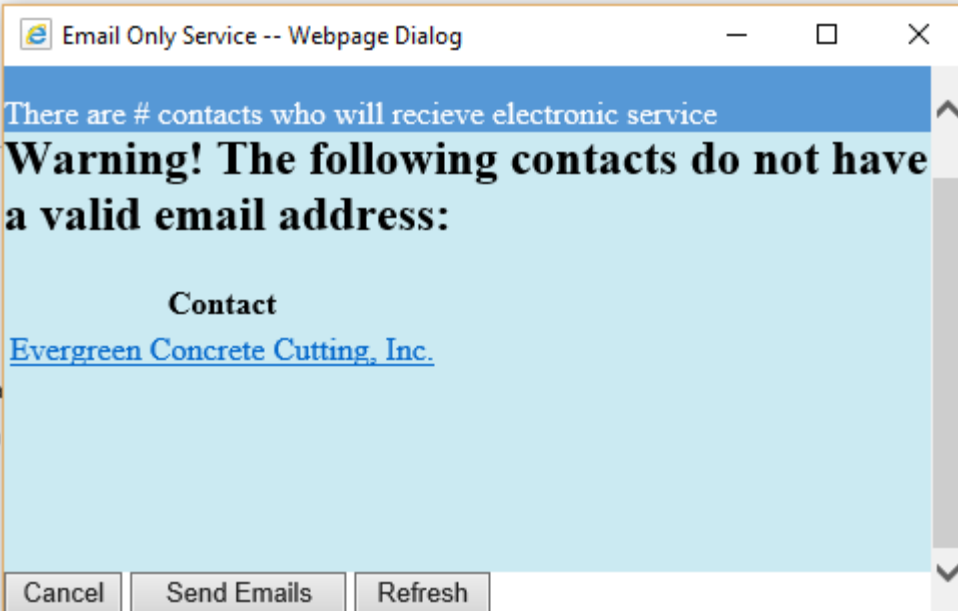 Email Only Service -- Webpage Dialog
There are # contacts who will recieve electronic service
Warning! The following contacts do not have
a valid email address:
Contact
Evergreen Concrete Cutting, Inc.
Cancel Send Emails Refresh